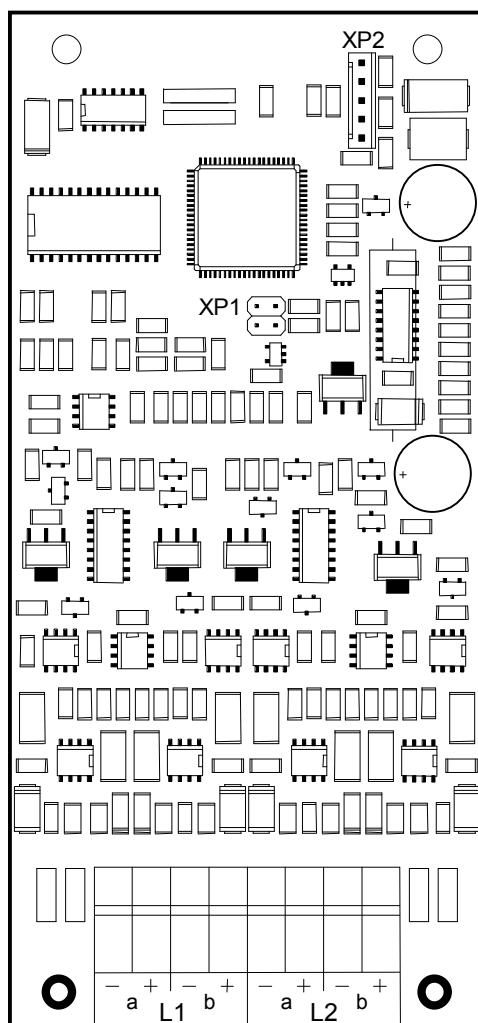 XP2
+
XP1
+
− + − + − + − +
a b a b
L1 L2